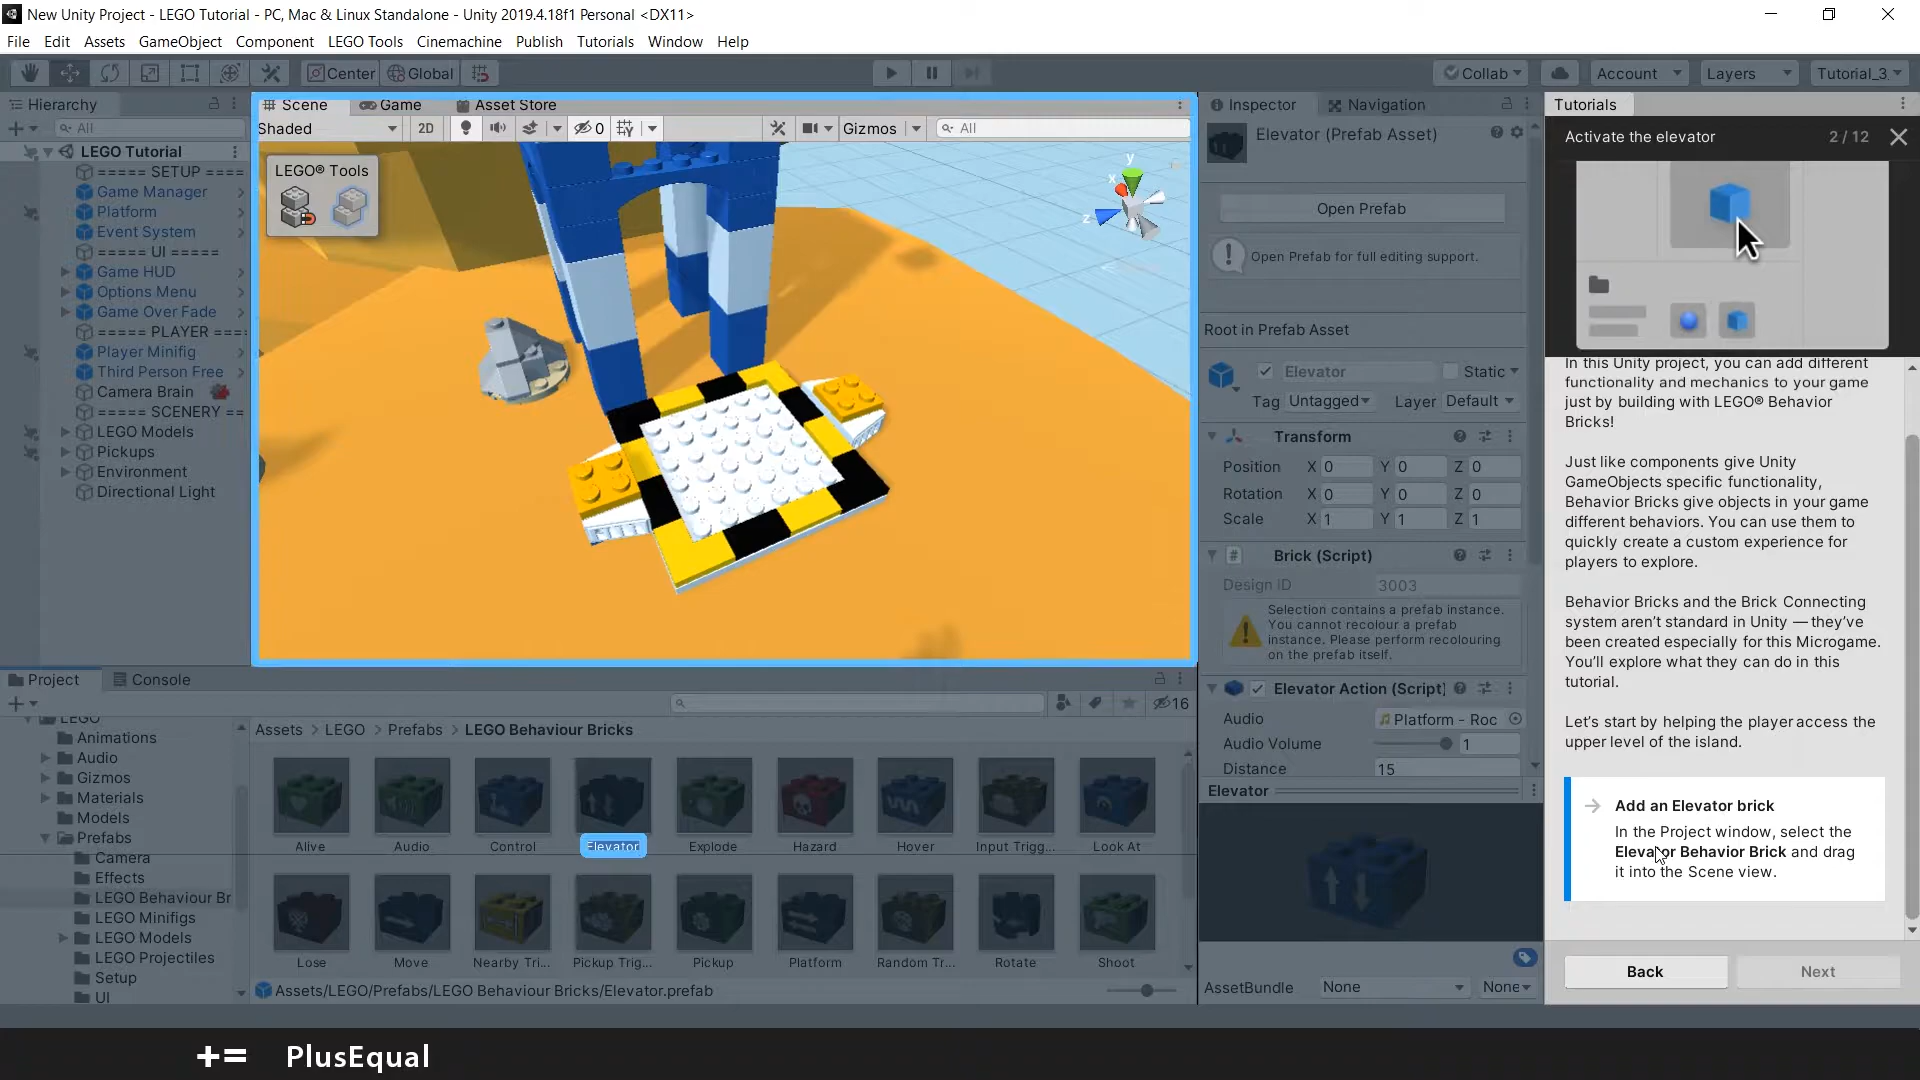 New Unity Project - LEGO Tutorial - PC, Mac & Linux Standalone - Unity 2019.4.18f1 Personal <DX11>
File Edit Assets GameObject Component LEGO Tools Cinemachine Publish Tutorials Window Help
Center Global Collab Account Layers Tutorial_3.
Hierarchy
All
LEGO Tutorial
===== SETUP ====
Game Manager
Platform
Event System
===== UI =====
Game HUD
Options Menu
Game Over Fade
===== PLAYER ====
Player Minifig
Third Person Free
Camera Brain
===== SCENERY ==
LEGO Models
Pickups
Environment
Directional Light
Scene Game Asset Store
Shaded 2D 0 Gizmos All
LEGO® Tools
y
x
z
Inspector Navigation
Elevator (Prefab Asset)
Open Prefab
Open Prefab for full editing support.
Root in Prefab Asset
Elevator Static
Tag Untagged Layer Default
Transform
Position X 0 Y 0 Z 0
Rotation X 0 Y 0 Z 0
Scale X 1 Y 1 Z 1
Brick (Script)
Design ID 3003
Selection contains a prefab instance.
You cannot recolour a prefab
instance. Please perform recolouring
on the prefab itself.
Elevator Action (Script)
Audio Platform - Roc
Audio Volume 1
Distance 15
Elevator
AssetBundle None None
Tutorials
Activate the elevator 2 / 12
In this Unity project, you can add different
functionality and mechanics to your game
just by building with LEGO® Behavior
Bricks!
Just like components give Unity
GameObjects specific functionality,
Behavior Bricks give objects in your game
different behaviors. You can use them to
quickly create a custom experience for
players to explore.
Behavior Bricks and the Brick Connecting
system aren't standard in Unity — they've
been created especially for this Microgame.
You'll explore what they can do in this
tutorial.
Let's start by helping the player access the
upper level of the island.
Add an Elevator brick
In the Project window, select the
Elevator Behavior Brick and drag
it into the Scene view.
Back Next
Project Console
16
LEGO
Animations
Audio
Gizmos
Materials
Models
Prefabs
Camera
Effects
LEGO Behaviour Br
LEGO Minifigs
LEGO Models
LEGO Projectiles
Setup
UI
Assets > LEGO > Prefabs > LEGO Behaviour Bricks
Alive Audio Control Elevator Explode Hazard Hover Input Trigg... Look At
Lose Move Nearby Tri... Pickup Trig... Pickup Platform Random Tr... Rotate Shoot
Assets/LEGO/Prefabs/LEGO Behaviour Bricks/Elevator.prefab
+= PlusEqual